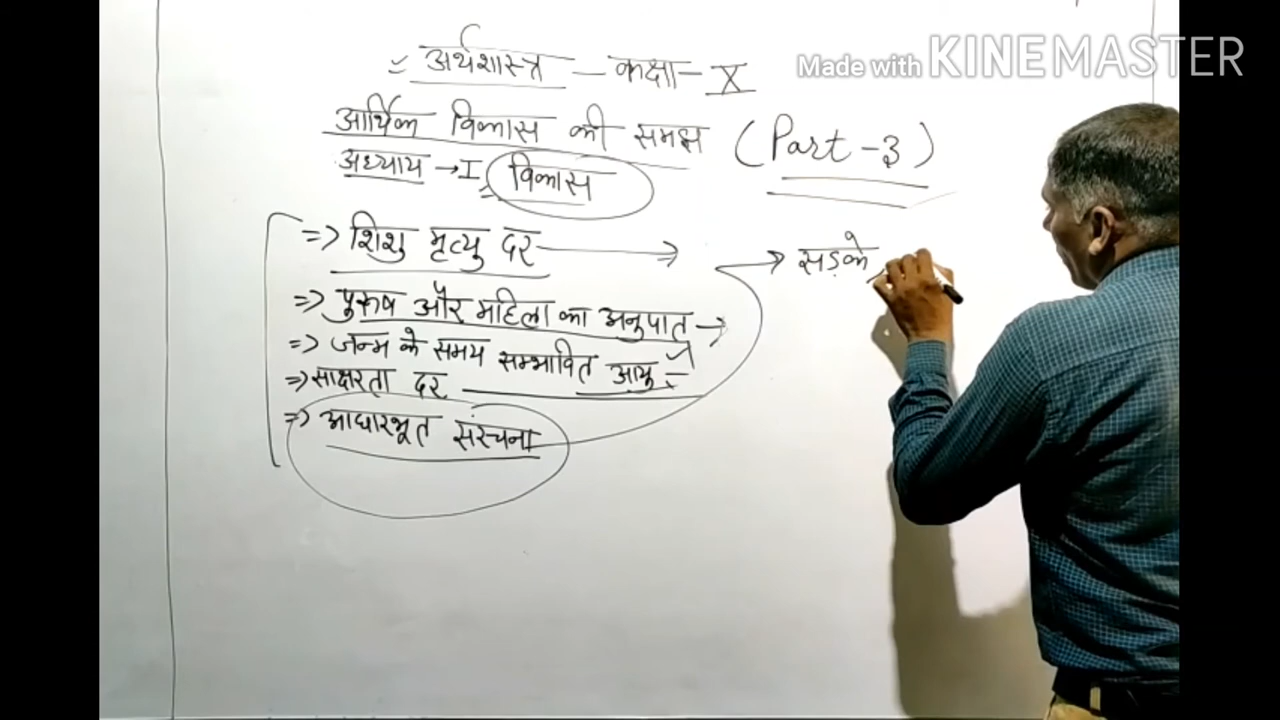 Made with KINEMASTER
अर्थशास्त्र – कक्षा – X
आर्थिक विकास की समझ (Part-3)
अध्याय → I, विकास
⇒ शिशु मृत्यु दर →
⇒ पुरुष और महिला का अनुपात →
⇒ जन्म के समय सम्भावित आयु
⇒ साक्षरता दर
⇒ आधारभूत संरचना
→ सड़के